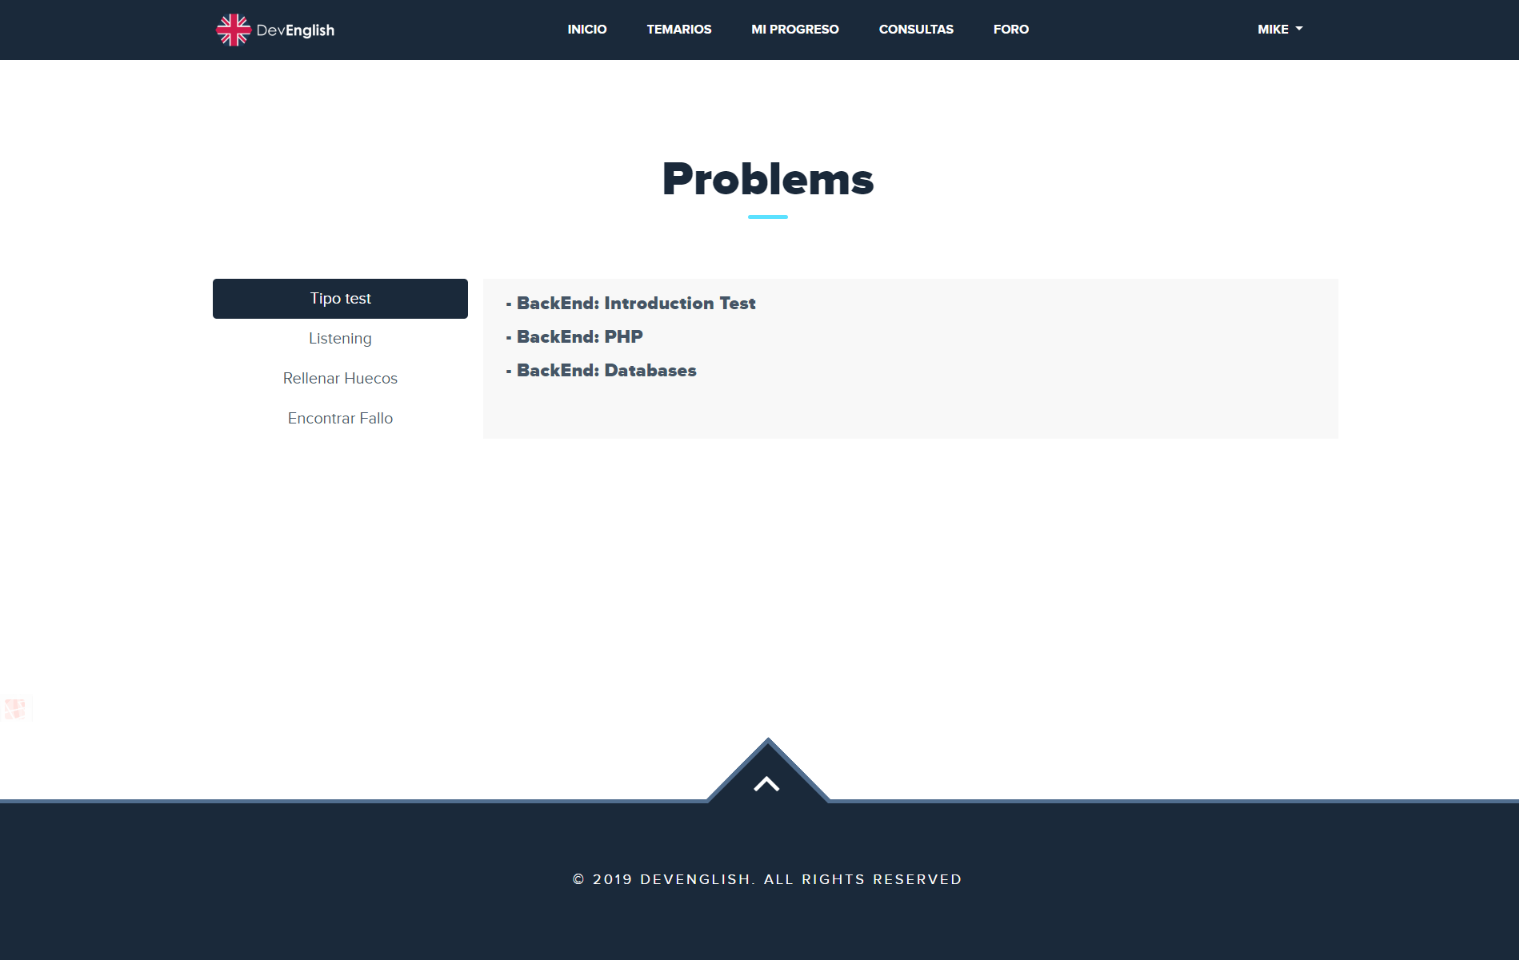 DevEnglish
INICIO TEMARIOS MI PROGRESO CONSULTAS FORO MIKE
Problems
Tipo test
Listening
Rellenar Huecos
Encontrar Fallo
- BackEnd: Introduction Test
- BackEnd: PHP
- BackEnd: Databases
© 2019 DEVENGLISH. ALL RIGHTS RESERVED